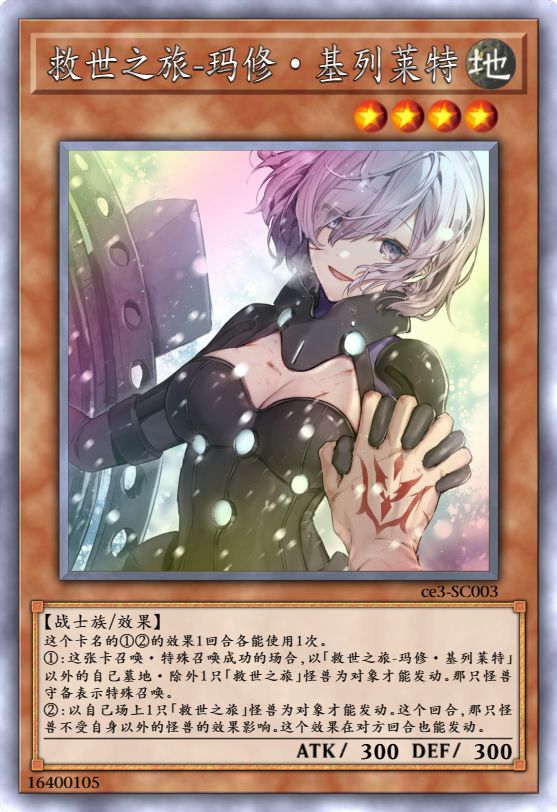 救世之旅-玛修·基列莱特
地
ce3-SC003
【战士族/效果】
这个卡名的①②的效果1回合各能使用1次。
①：这张卡召唤·特殊召唤成功的场合，以「救世之旅-玛修·基列莱特」
以外的自己墓地·除外1只「救世之旅」怪兽为对象才能发动。那只怪兽
守备表示特殊召唤。
②：以自己场上1只「救世之旅」怪兽为对象才能发动。这个回合，那只怪
兽不受自身以外的怪兽的效果影响。这个效果在对方回合也能发动。
ATK/ 300 DEF/ 300
16400105